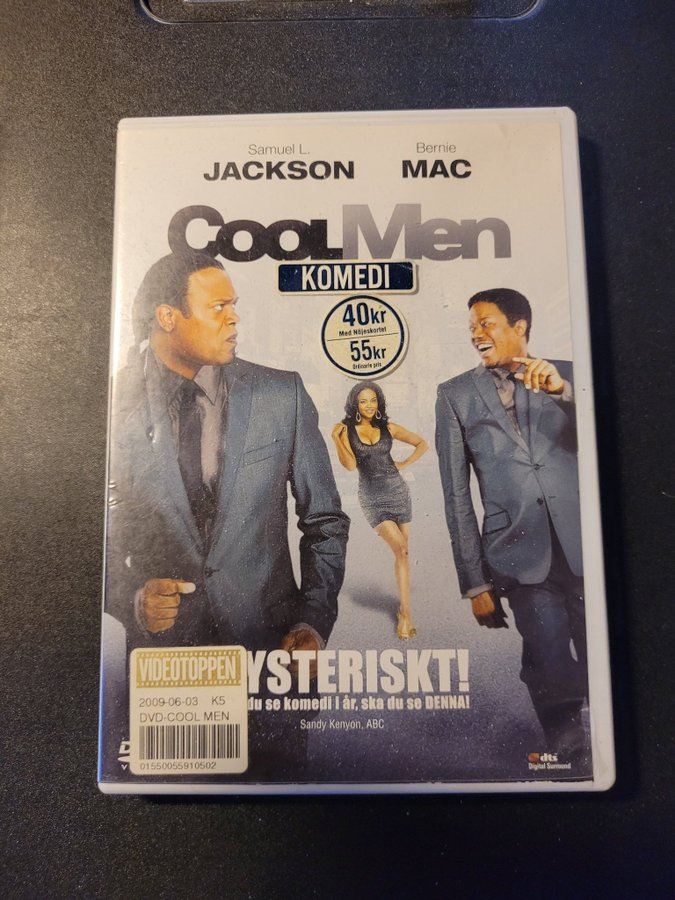 Samuel L. Bernie
JACKSON MAC
COOLMen
KOMEDI
40kr
Med Nöjeskortet
55kr
Ordinarie pris
YSTERISKT!
du se komedi i år, ska du se DENNA!
Sandy Kenyon, ABC
VIDEOTOPPEN
2009-06-03 K5
DVD-COOL MEN
01550055910502
dts
Digital Surround